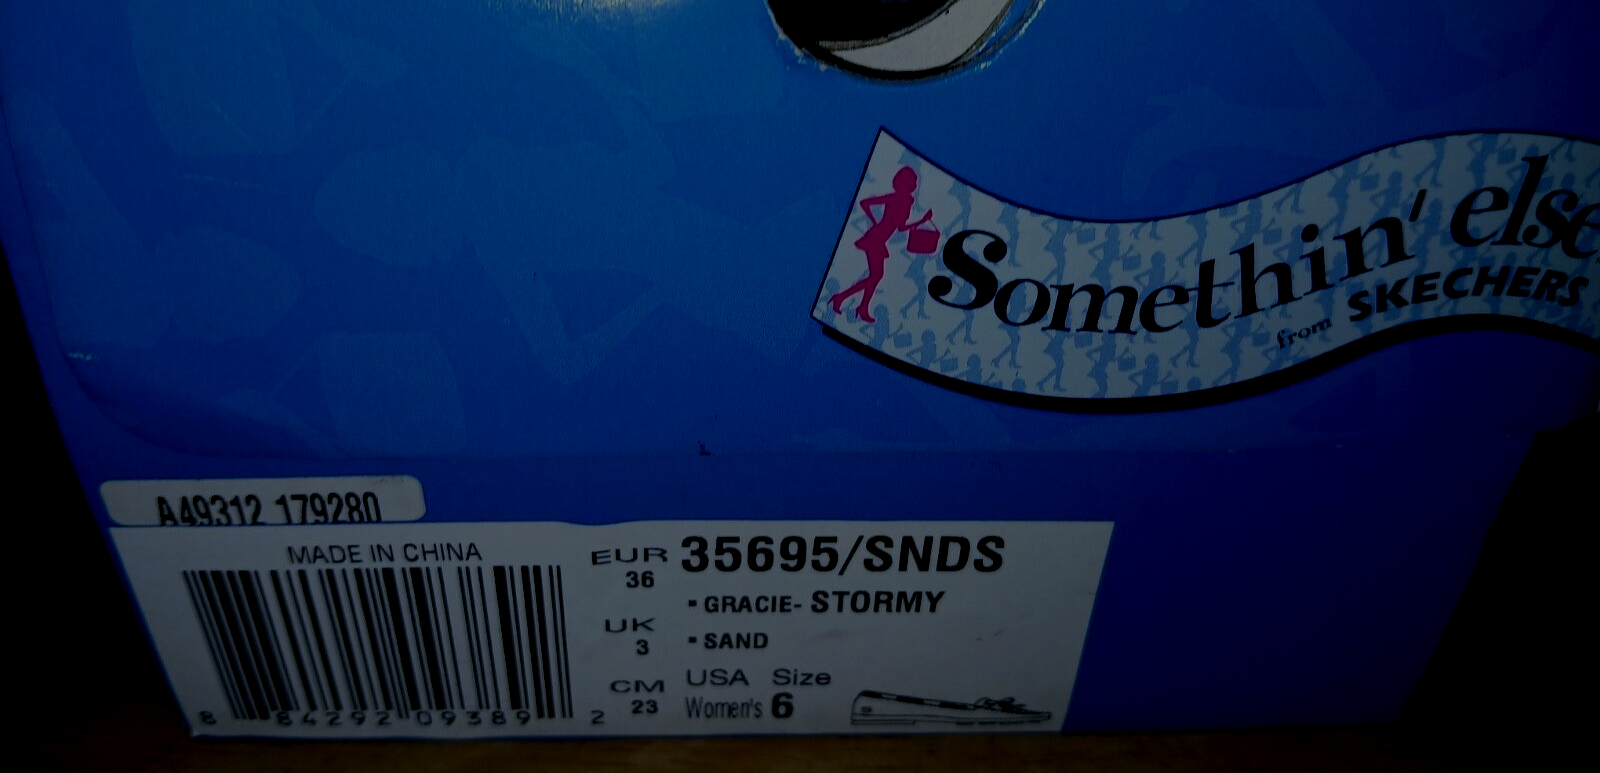 Somethin' else
from SKECHERS
A49312 179280
MADE IN CHINA
8 84292 09389 2
EUR
36
UK
3
CM
23
35695/SNDS
▪ GRACIE- STORMY
▪ SAND
USA Size
Women's 6